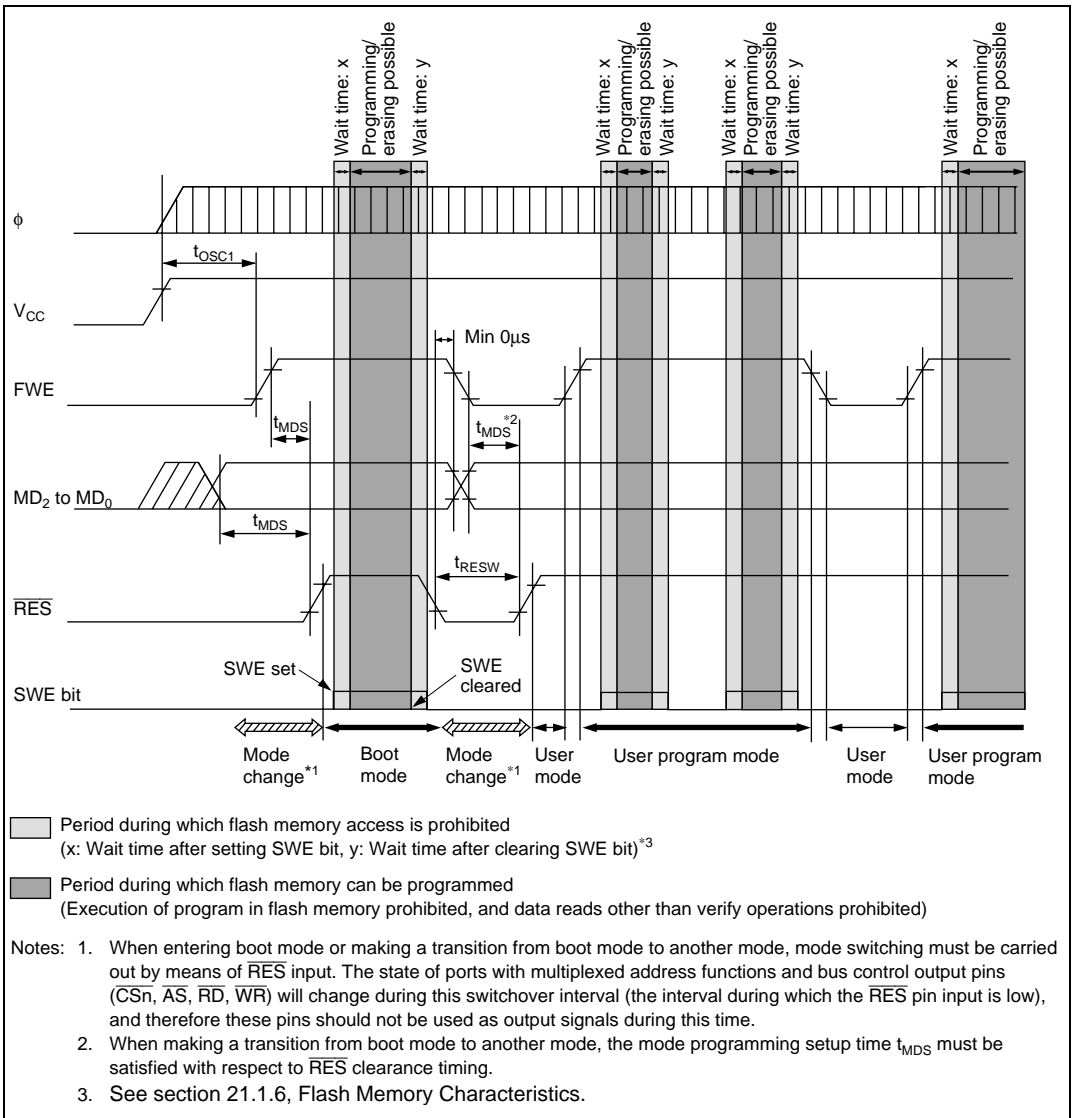 Wait time: x
Programming/
erasing possible
Wait time: y
Wait time: x
Programming/
erasing possible
Wait time: y
Wait time: x
Programming/
erasing possible
Wait time: y
Wait time: x
Programming/
erasing possible
ϕ
tOSC1
VCC
Min 0μs
FWE
tMDS
tMDS*2
MD2 to MD0
tMDS
tRESW
RES
SWE set
SWE
cleared
SWE bit
Mode
change*1
Boot
mode
Mode
change*1
User
mode
User program mode
User
mode
User program
mode
Period during which flash memory access is prohibited
(x: Wait time after setting SWE bit, y: Wait time after clearing SWE bit)*3
Period during which flash memory can be programmed
(Execution of program in flash memory prohibited, and data reads other than verify operations prohibited)
Notes: 1. When entering boot mode or making a transition from boot mode to another mode, mode switching must be carried
out by means of RES input. The state of ports with multiplexed address functions and bus control output pins
(CSn, AS, RD, WR) will change during this switchover interval (the interval during which the RES pin input is low),
and therefore these pins should not be used as output signals during this time.
2. When making a transition from boot mode to another mode, the mode programming setup time tMDS must be
satisfied with respect to RES clearance timing.
3. See section 21.1.6, Flash Memory Characteristics.